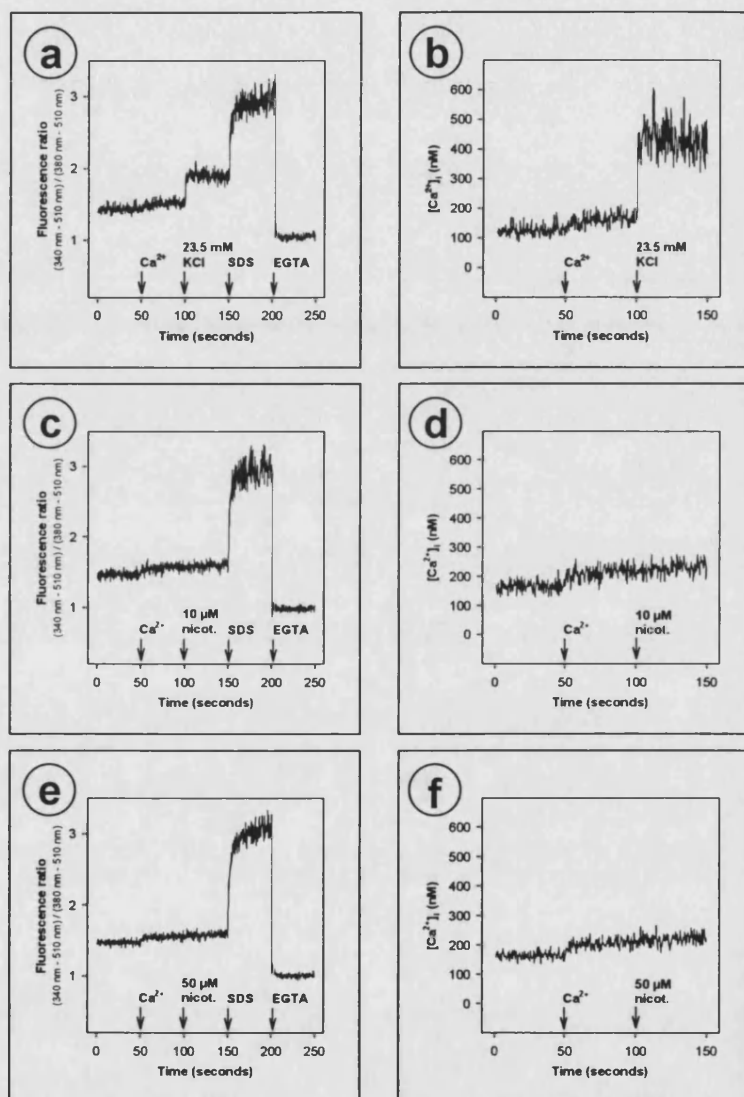 a
Fluorescence ratio
(340 nm - 510 nm) / (380 nm - 510 nm)
3
2
1
Ca²⁺
23.5 mM
KCl
SDS
EGTA
0 50 100 150 200 250
Time (seconds)
b
[Ca²⁺]i (nM)
600
500
400
300
200
100
0
Ca²⁺
23.5 mM
KCl
0 50 100 150
Time (seconds)
c
Fluorescence ratio
(340 nm - 510 nm) / (380 nm - 510 nm)
3
2
1
Ca²⁺
10 µM
nicot.
SDS
EGTA
0 50 100 150 200 250
Time (seconds)
d
[Ca²⁺]i (nM)
600
500
400
300
200
100
0
Ca²⁺
10 µM
nicot.
0 50 100 150
Time (seconds)
e
Fluorescence ratio
(340 nm - 510 nm) / (380 nm - 510 nm)
3
2
1
Ca²⁺
50 µM
nicot.
SDS
EGTA
0 50 100 150 200 250
Time (seconds)
f
[Ca²⁺]i (nM)
600
500
400
300
200
100
0
Ca²⁺
50 µM
nicot.
0 50 100 150
Time (seconds)